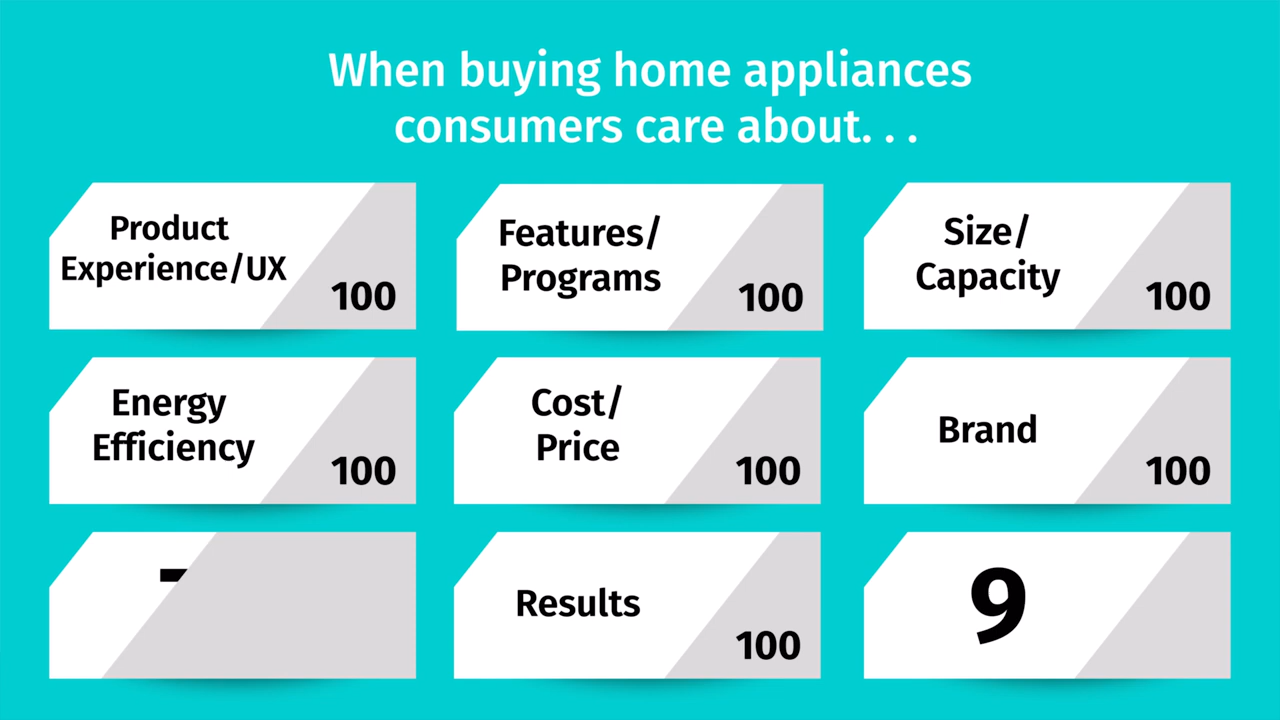 When buying home appliances
consumers care about. . .
Product
Experience/UX
100
Features/
Programs
100
Size/
Capacity
100
Energy
Efficiency
100
Cost/
Price
100
Brand
100
Results
100
9